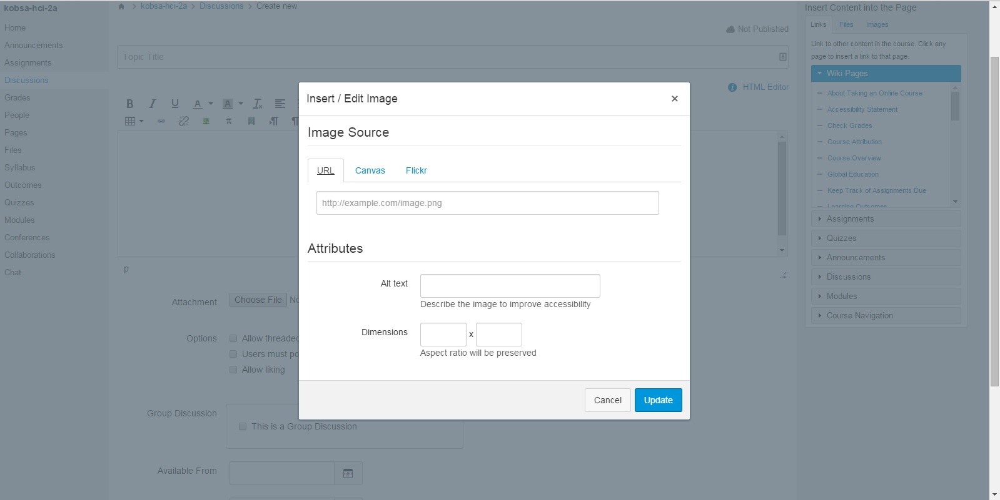 kobsa-hci-2a
Home
Announcements
Assignments
Discussions
Grades
People
Pages
Files
Syllabus
Outcomes
Quizzes
Modules
Conferences
Collaborations
Chat
kobsa-hci-2a > Discussions > Create new
Not Published
Topic Title
HTML Editor
B I U A A Tx
π
p
Attachment Choose File No
Options Allow threaded
Users must po
Allow liking
Group Discussion
This is a Group Discussion
Available From
Insert / Edit Image ×
Image Source
URL Canvas Flickr
http://example.com/image.png
Attributes
Alt text
Describe the image to improve accessibility
Dimensions x
Aspect ratio will be preserved
Cancel Update
Insert Content into the Page
Links Files Images
Link to other content in the course. Click any
page to insert a link to that page.
Wiki Pages
About Taking an Online Course
Accessibility Statement
Check Grades
Course Attribution
Course Overview
Global Education
Keep Track of Assignments Due
Learning Outcomes
Assignments
Quizzes
Announcements
Discussions
Modules
Course Navigation